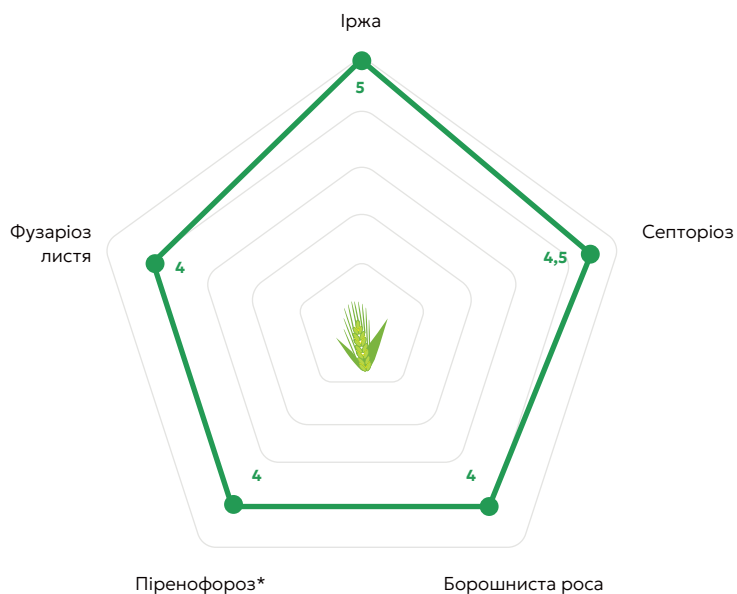 Іржа
5
Фузаріоз
листя
4
4,5
Септоріоз
4
4
Піренофороз*
Борошниста роса